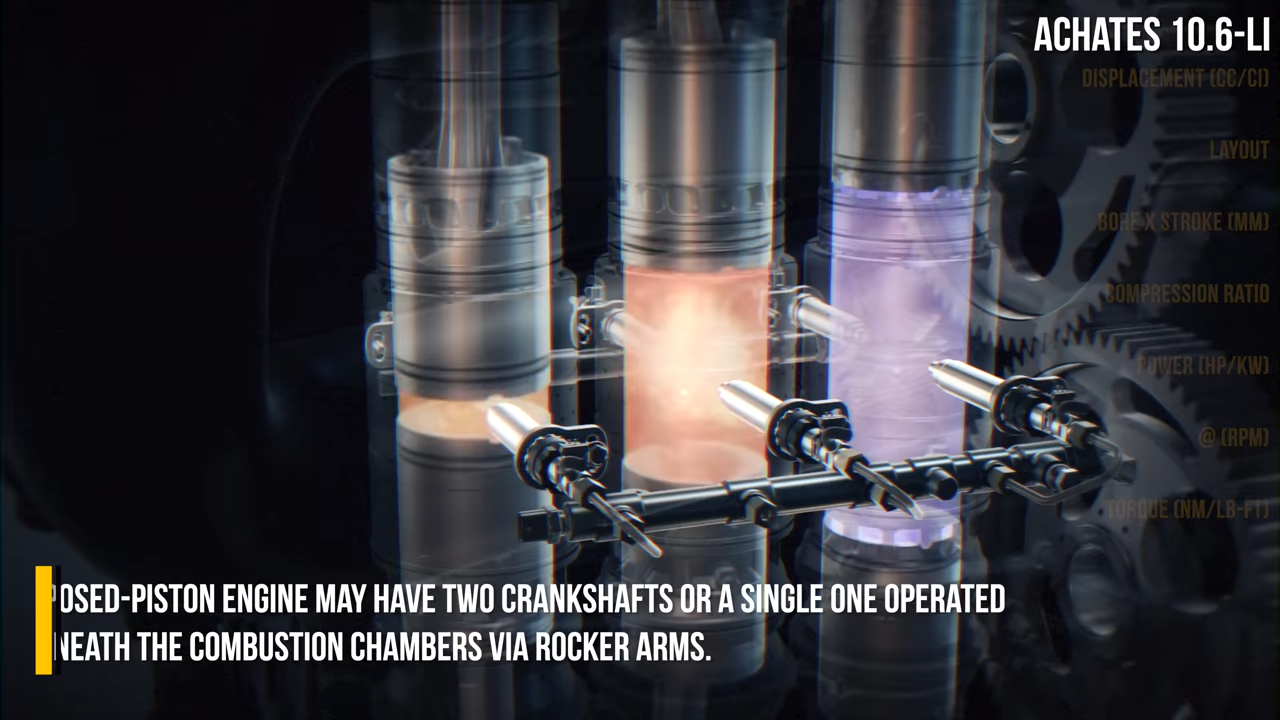 ACHATES 10.6-LI
DISPLACEMENT (CC/CI)
LAYOUT
BORE X STROKE (MM)
COMPRESSION RATIO
POWER (HP/KW)
@ (RPM)
TORQUE (NM/LB-FT)
POSED-PISTON ENGINE MAY HAVE TWO CRANKSHAFTS OR A SINGLE ONE OPERATED
NEATH THE COMBUSTION CHAMBERS VIA ROCKER ARMS.